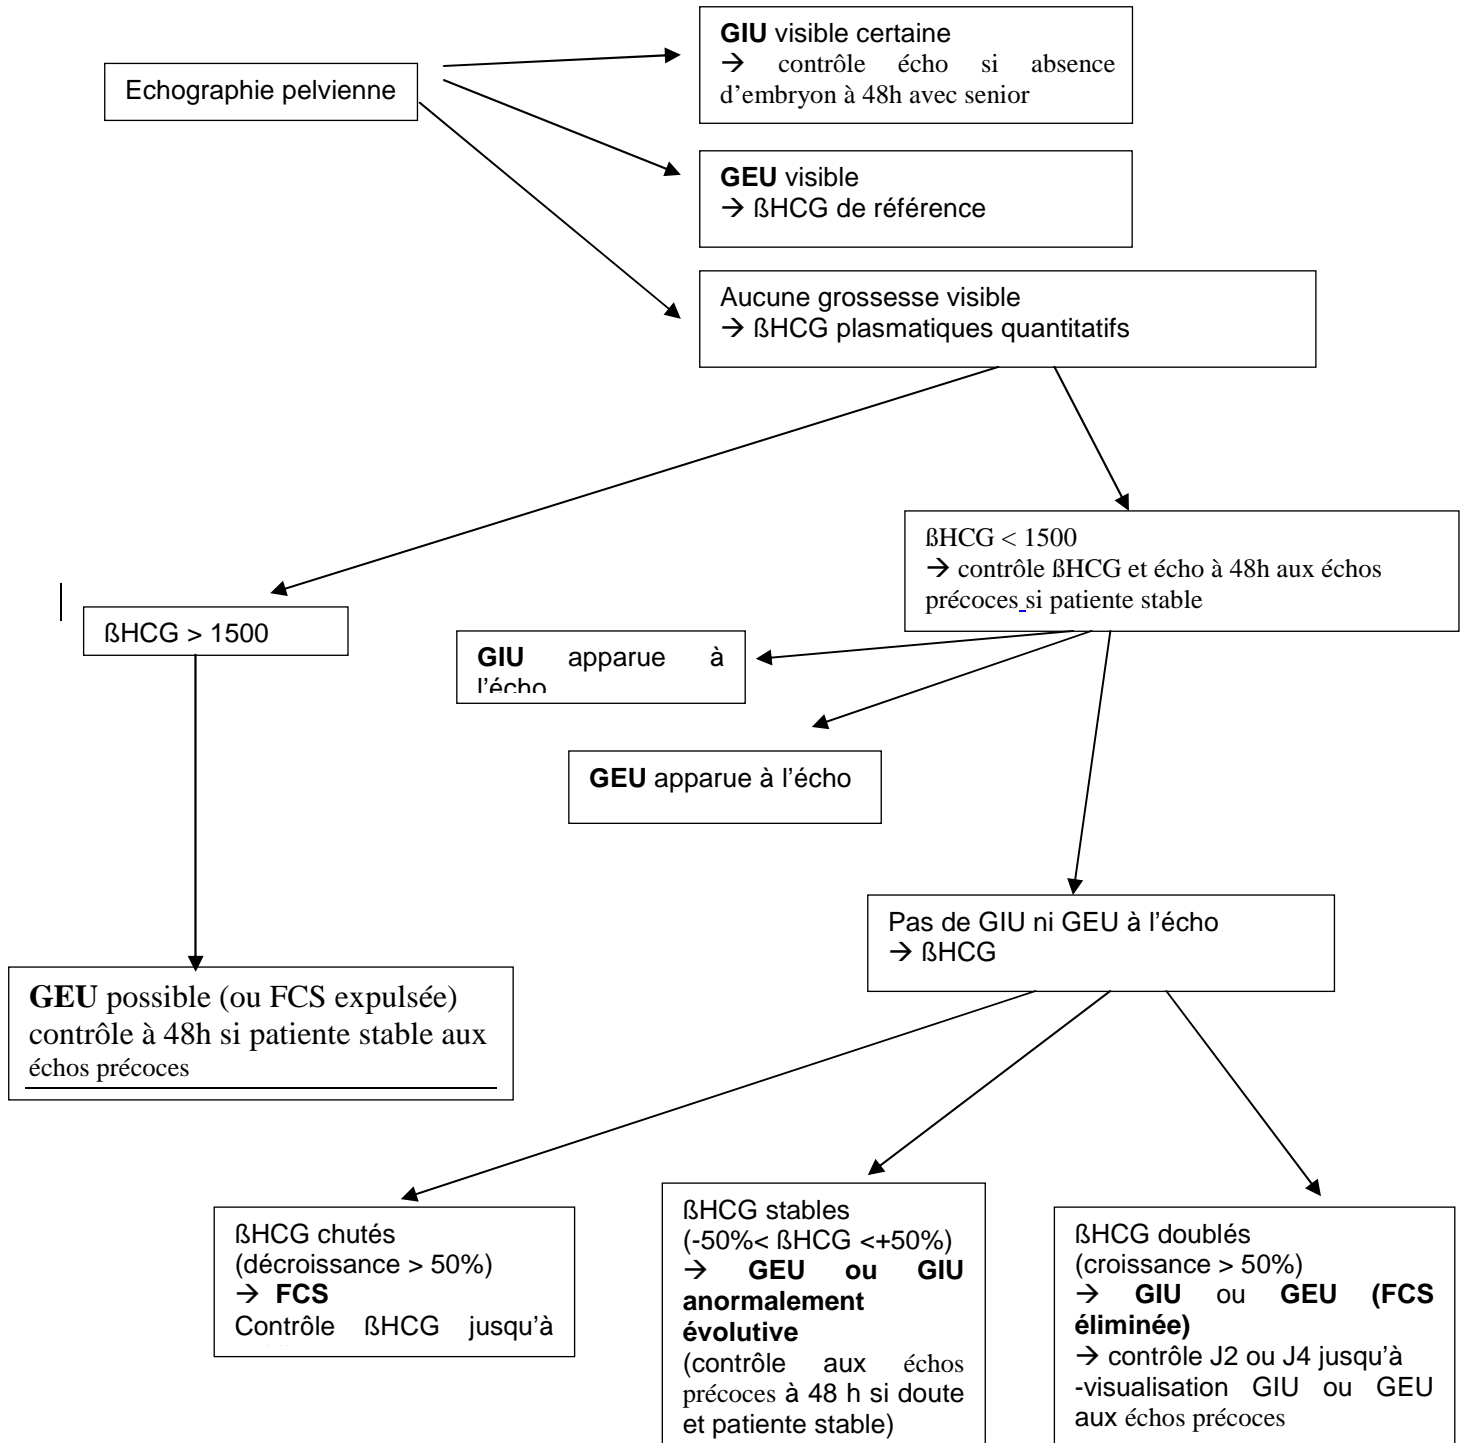 Echographie pelvienne
GIU visible certaine
→ contrôle écho si absence
d'embryon à 48h avec senior
GEU visible
→ ßHCG de référence
Aucune grossesse visible
→ ßHCG plasmatiques quantitatifs
ßHCG < 1500
→ contrôle ßHCG et écho à 48h aux échos
précoces si patiente stable
ßHCG > 1500
GIU apparue à
l'écho
GEU apparue à l'écho
Pas de GIU ni GEU à l'écho
→ ßHCG
GEU possible (ou FCS expulsée)
contrôle à 48h si patiente stable aux
échos précoces
ßHCG chutés
(décroissance > 50%)
→ FCS
Contrôle ßHCG jusqu'à
ßHCG stables
(-50%< ßHCG <+50%)
→ GEU ou GIU
anormalement
évolutive
(contrôle aux échos
précoces à 48 h si doute
et patiente stable)
ßHCG doublés
(croissance > 50%)
→ GIU ou GEU (FCS
éliminée)
→ contrôle J2 ou J4 jusqu'à
-visualisation GIU ou GEU
aux échos précoces